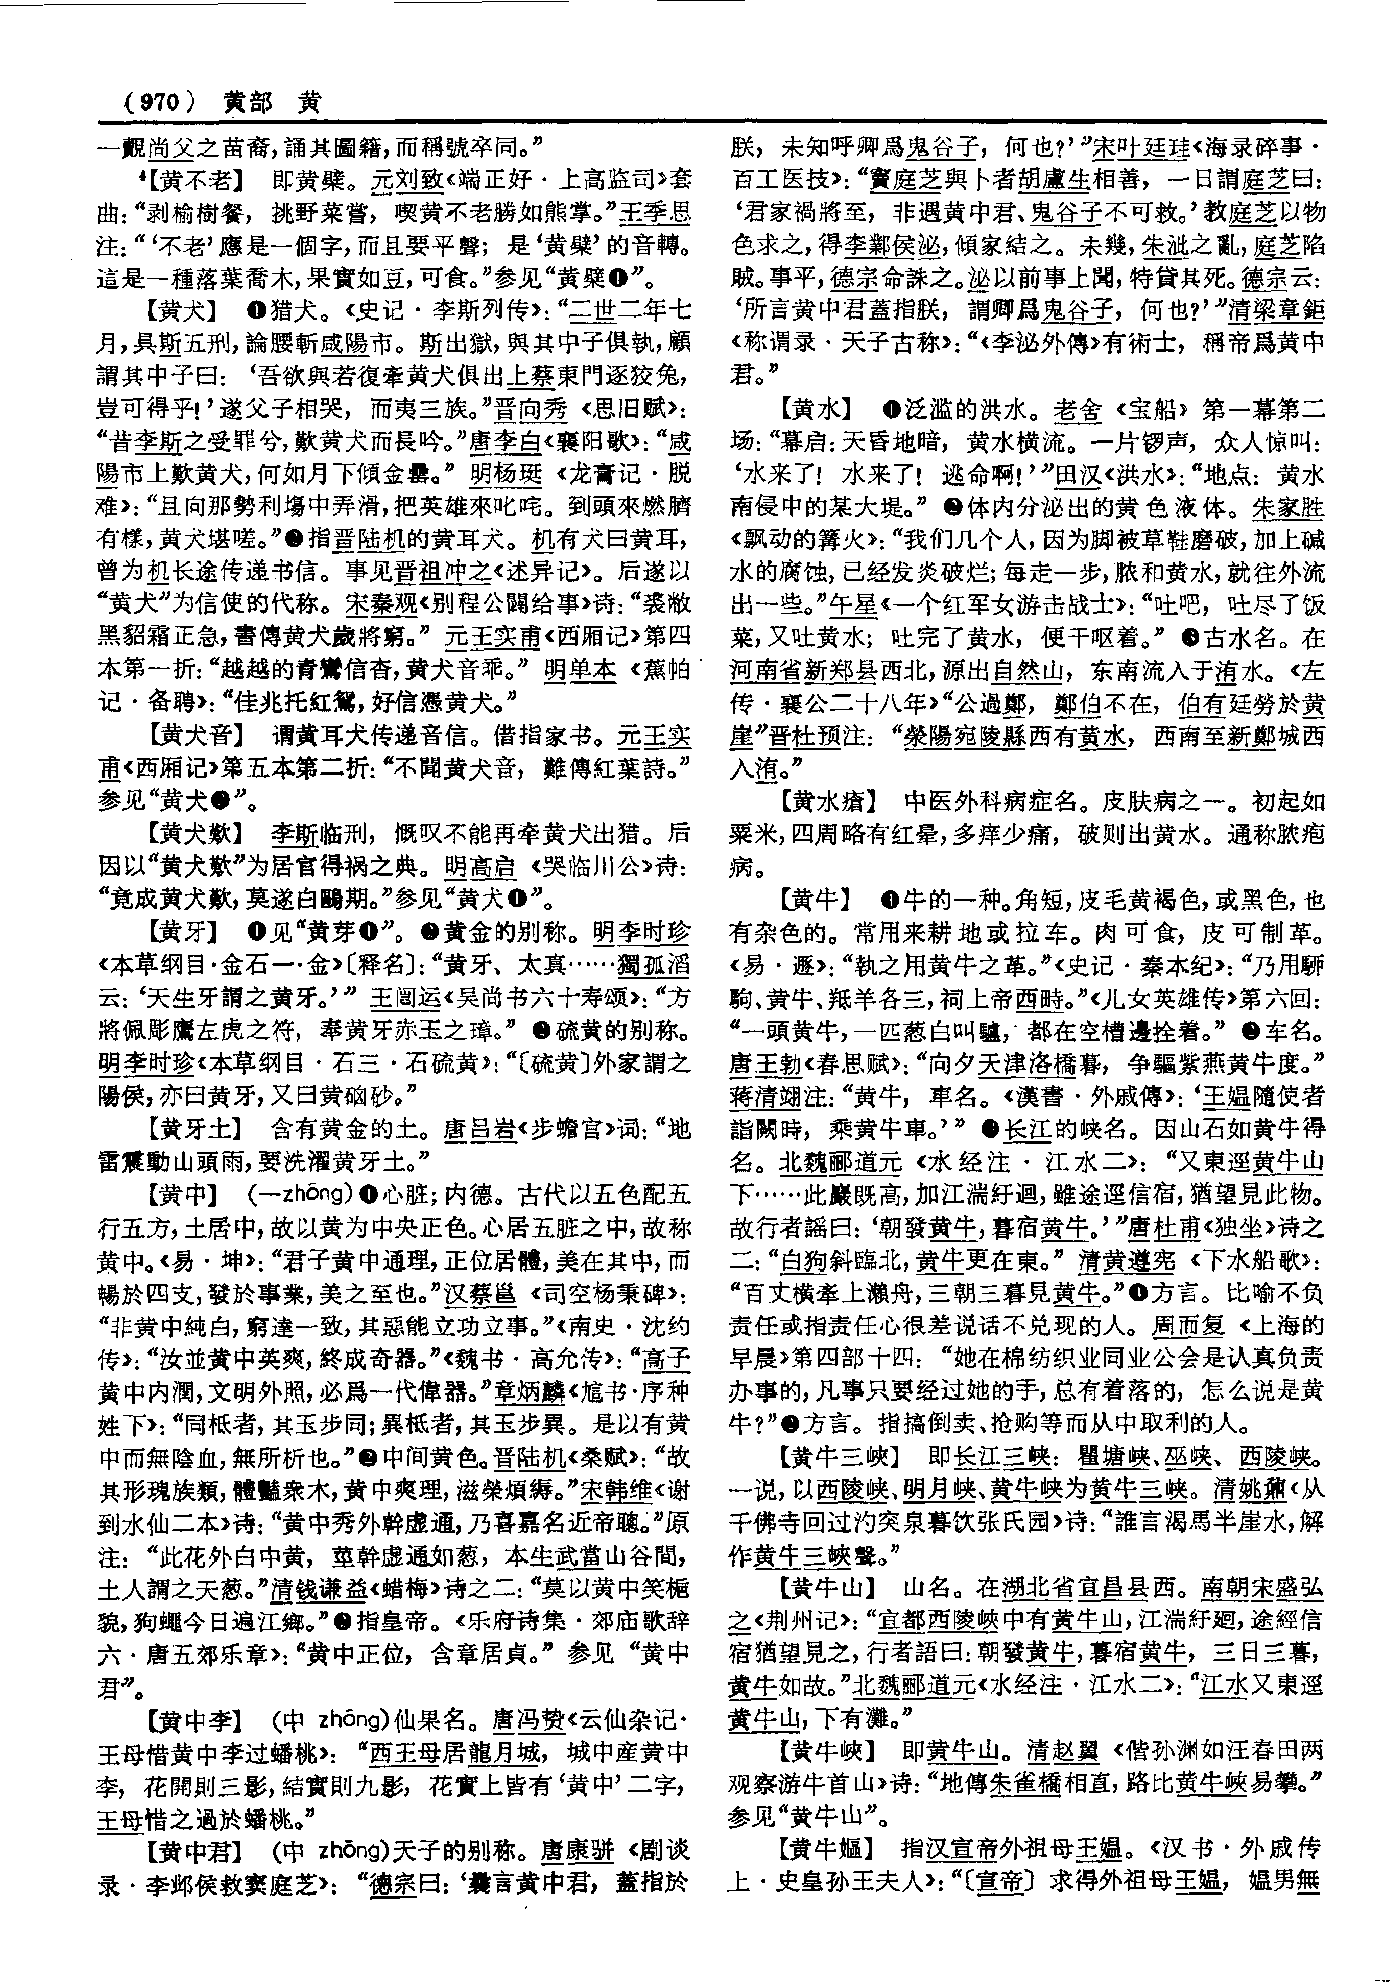 (970) 黄部 黄
一觀尚父之苗裔,誦其圖籍,而稱號卒同。”
⁴【黄不老】 即黄檗。元刘致《端正好·上高监司》套
曲:“剥榆樹餐,挑野菜嘗,喫黄不老勝如熊掌。”王季思
注:“‘不老’應是一個字,而且要平聲;是‘黄檗’的音轉。
這是一種落葉喬木,果實如豆,可食。”参见“黄檗❶”。
【黄犬】 ❶猎犬。《史记·李斯列传》:“二世二年七
月,具斯五刑,論腰斬咸陽市。斯出獄,與其中子俱執,顧
謂其中子曰:‘吾欲與若復牽黄犬俱出上蔡東門逐狡兔,
豈可得乎!’遂父子相哭,而夷三族。”晋向秀《思旧赋》:
“昔李斯之受罪兮,歎黄犬而長吟。”唐李白《襄阳歌》:“咸
陽市上歎黄犬,何如月下傾金罍。”明杨珽《龙膏记·脱
难》:“且向那勢利場中弄滑,把英雄來叱咤。到頭來燃臍
有樣,黄犬堪嗟。”❷指晋陆机的黄耳犬。机有犬曰黄耳,
曾为机长途传递书信。事见晋祖冲之《述异记》。后遂以
“黄犬”为信使的代称。宋秦观《别程公闢给事》诗:“裘敝
黑貂霜正急,書傳黄犬歲將窮。”元王实甫《西厢记》第四
本第一折:“越越的青鸞信杳,黄犬音乖。”明单本《蕉帕
记·备聘》:“佳兆托紅鴛,好信憑黄犬。”
【黄犬音】 谓黄耳犬传递音信。借指家书。元王实
甫《西厢记》第五本第二折:“不聞黄犬音,難傳紅葉詩。”
参见“黄犬❷”。
【黄犬歎】 李斯临刑,慨叹不能再牵黄犬出猎。后
因以“黄犬歎”为居官得祸之典。明高启《哭临川公》诗:
“竟成黄犬歎,莫遂白鷗期。”参见“黄犬❶”。
【黄牙】 ❶见“黄芽❶”。❷黄金的别称。明李时珍
《本草纲目·金石一·金》〔释名〕:“黄牙、太真……獨孤滔
云:‘天生牙謂之黄牙。’”王闿运《吴尚书六十寿颂》:“方
將佩彫鷹左虎之符,奉黄牙赤玉之璋。”❸硫黄的别称。
明李时珍《本草纲目·石三·石硫黄》:“〔硫黄〕外家謂之
陽侯,亦曰黄牙,又曰黄硇砂。”
【黄牙土】 含有黄金的土。唐吕岩《步蟾宫》词:“地
雷震動山頭雨,要洗濯黄牙土。”
【黄中】 (—zhōng)❶心脏;内德。古代以五色配五
行五方,土居中,故以黄为中央正色。心居五脏之中,故称
黄中。《易·坤》:“君子黄中通理,正位居體,美在其中,而
暢於四支,發於事業,美之至也。”汉蔡邕《司空杨秉碑》:
“非黄中純白,窮達一致,其惡能立功立事。”《南史·沈约
传》:“汝並黄中英爽,終成奇器。”《魏书·高允传》:“高子
黄中内潤,文明外照,必爲一代偉器。”章炳麟《訄书·序种
姓下》:“同柢者,其玉步同;異柢者,其玉步異。是以有黄
中而無陰血,無所析也。”❷中间黄色。晋陆机《桑赋》:“故
其形瑰族類,體豔衆木,黄中爽理,滋榮煩縟。”宋韩维《谢
到水仙二本》诗:“黄中秀外幹虚通,乃喜嘉名近帝聰。”原
注:“此花外白中黄,莖幹虚通如葱,本生武當山谷間,
土人謂之天葱。”清钱谦益《蜡梅》诗之二:“莫以黄中笑梔
貌,狗蠅今日遍江鄉。”❸指皇帝。《乐府诗集·郊庙歌辞
六·唐五郊乐章》:“黄中正位,含章居貞。”参见“黄中
君”。
【黄中李】 (中 zhōng)仙果名。唐冯贽《云仙杂记·
王母惜黄中李过蟠桃》:“西王母居龍月城,城中産黄中
李,花開則三影,結實則九影,花實上皆有‘黄中’二字,
王母惜之過於蟠桃。”
【黄中君】 (中 zhōng)天子的别称。唐康骈《剧谈
录·李邺侯救窦庭芝》:“德宗曰:‘曩言黄中君,蓋指於
朕,未知呼卿爲鬼谷子,何也?’”宋叶廷珪《海录碎事·
百工医技》:“竇庭芝與卜者胡盧生相善,一日謂庭芝曰:
‘君家禍將至,非遇黄中君、鬼谷子不可救。’教庭芝以物
色求之,得李鄴侯泌,傾家結之。未幾,朱泚之亂,庭芝陷
賊。事平,德宗命誅之。泌以前事上聞,特貸其死。德宗云:
‘所言黄中君蓋指朕,謂卿爲鬼谷子,何也?’”清梁章鉅
《称谓录·天子古称》:“《李泌外傳》有術士,稱帝爲黄中
君。”
【黄水】 ❶泛滥的洪水。老舍《宝船》第一幕第二
场:“幕启:天昏地暗,黄水横流。一片锣声,众人惊叫:
‘水来了!水来了!逃命啊!’”田汉《洪水》:“地点:黄水
南侵中的某大堤。”❷体内分泌出的黄色液体。朱家胜
《飘动的篝火》:“我们几个人,因为脚被草鞋磨破,加上碱
水的腐蚀,已经发炎破烂;每走一步,脓和黄水,就往外流
出一些。”午星《一个红军女游击战士》:“吐吧,吐尽了饭
菜,又吐黄水;吐完了黄水,便干呕着。”❸古水名。在
河南省新郑县西北,源出自然山,东南流入于洧水。《左
传·襄公二十八年》“公過鄭,鄭伯不在,伯有廷勞於黄
崖”晋杜预注:“滎陽宛陵縣西有黄水,西南至新鄭城西
入洧。”
【黄水瘡】 中医外科病症名。皮肤病之一。初起如
粟米,四周略有红晕,多痒少痛,破则出黄水。通称脓疱
病。
【黄牛】 ❶牛的一种。角短,皮毛黄褐色,或黑色,也
有杂色的。常用来耕地或拉车。肉可食,皮可制革。
《易·遯》:“執之用黄牛之革。”《史记·秦本纪》:“乃用騂
駒、黄牛、羝羊各三,祠上帝西畤。”《儿女英雄传》第六回:
“一頭黄牛,一匹葱白叫驢,都在空槽邊拴着。”❷车名。
唐王勃《春思赋》:“向夕天津洛橋暮,争驅紫燕黄牛度。”
蒋清翊注:“黄牛,車名。《漢書·外戚傳》:‘王媪隨使者
詣闕時,乘黄牛車。’”❸长江的峡名。因山石如黄牛得
名。北魏郦道元《水经注·江水二》:“又東逕黄牛山
下……此巖既高,加江湍紆迴,雖途逕信宿,猶望見此物。
故行者謡曰:‘朝發黄牛,暮宿黄牛。’”唐杜甫《独坐》诗之
二:“白狗斜臨北,黄牛更在東。”清黄遵宪《下水船歌》:
“百丈横牽上瀨舟,三朝三暮見黄牛。”❹方言。比喻不负
责任或指责任心很差说话不兑现的人。周而复《上海的
早晨》第四部十四:“她在棉纺织业同业公会是认真负责
办事的,凡事只要经过她的手,总有着落的,怎么说是黄
牛?”❺方言。指搞倒卖、抢购等而从中取利的人。
【黄牛三峽】 即长江三峡:瞿塘峡、巫峡、西陵峡。
一说,以西陵峡、明月峡、黄牛峡为黄牛三峡。清姚鼐《从
千佛寺回过汋突泉暮饮张氏园》诗:“誰言渴馬半崖水,解
作黄牛三峽聲。”
【黄牛山】 山名。在湖北省宜昌县西。南朝宋盛弘
之《荆州记》:“宜都西陵峽中有黄牛山,江湍紆廻,途經信
宿猶望見之,行者語曰:朝發黄牛,暮宿黄牛,三日三暮,
黄牛如故。”北魏郦道元《水经注·江水二》:“江水又東逕
黄牛山,下有灘。”
【黄牛峽】 即黄牛山。清赵翼《偕孙渊如汪春田两
观察游牛首山》诗:“地傳朱雀橋相直,路比黄牛峽易攀。”
参见“黄牛山”。
【黄牛嫗】 指汉宣帝外祖母王媪。《汉书·外戚传
上·史皇孙王夫人》:“〔宣帝〕求得外祖母王媪,媪男無